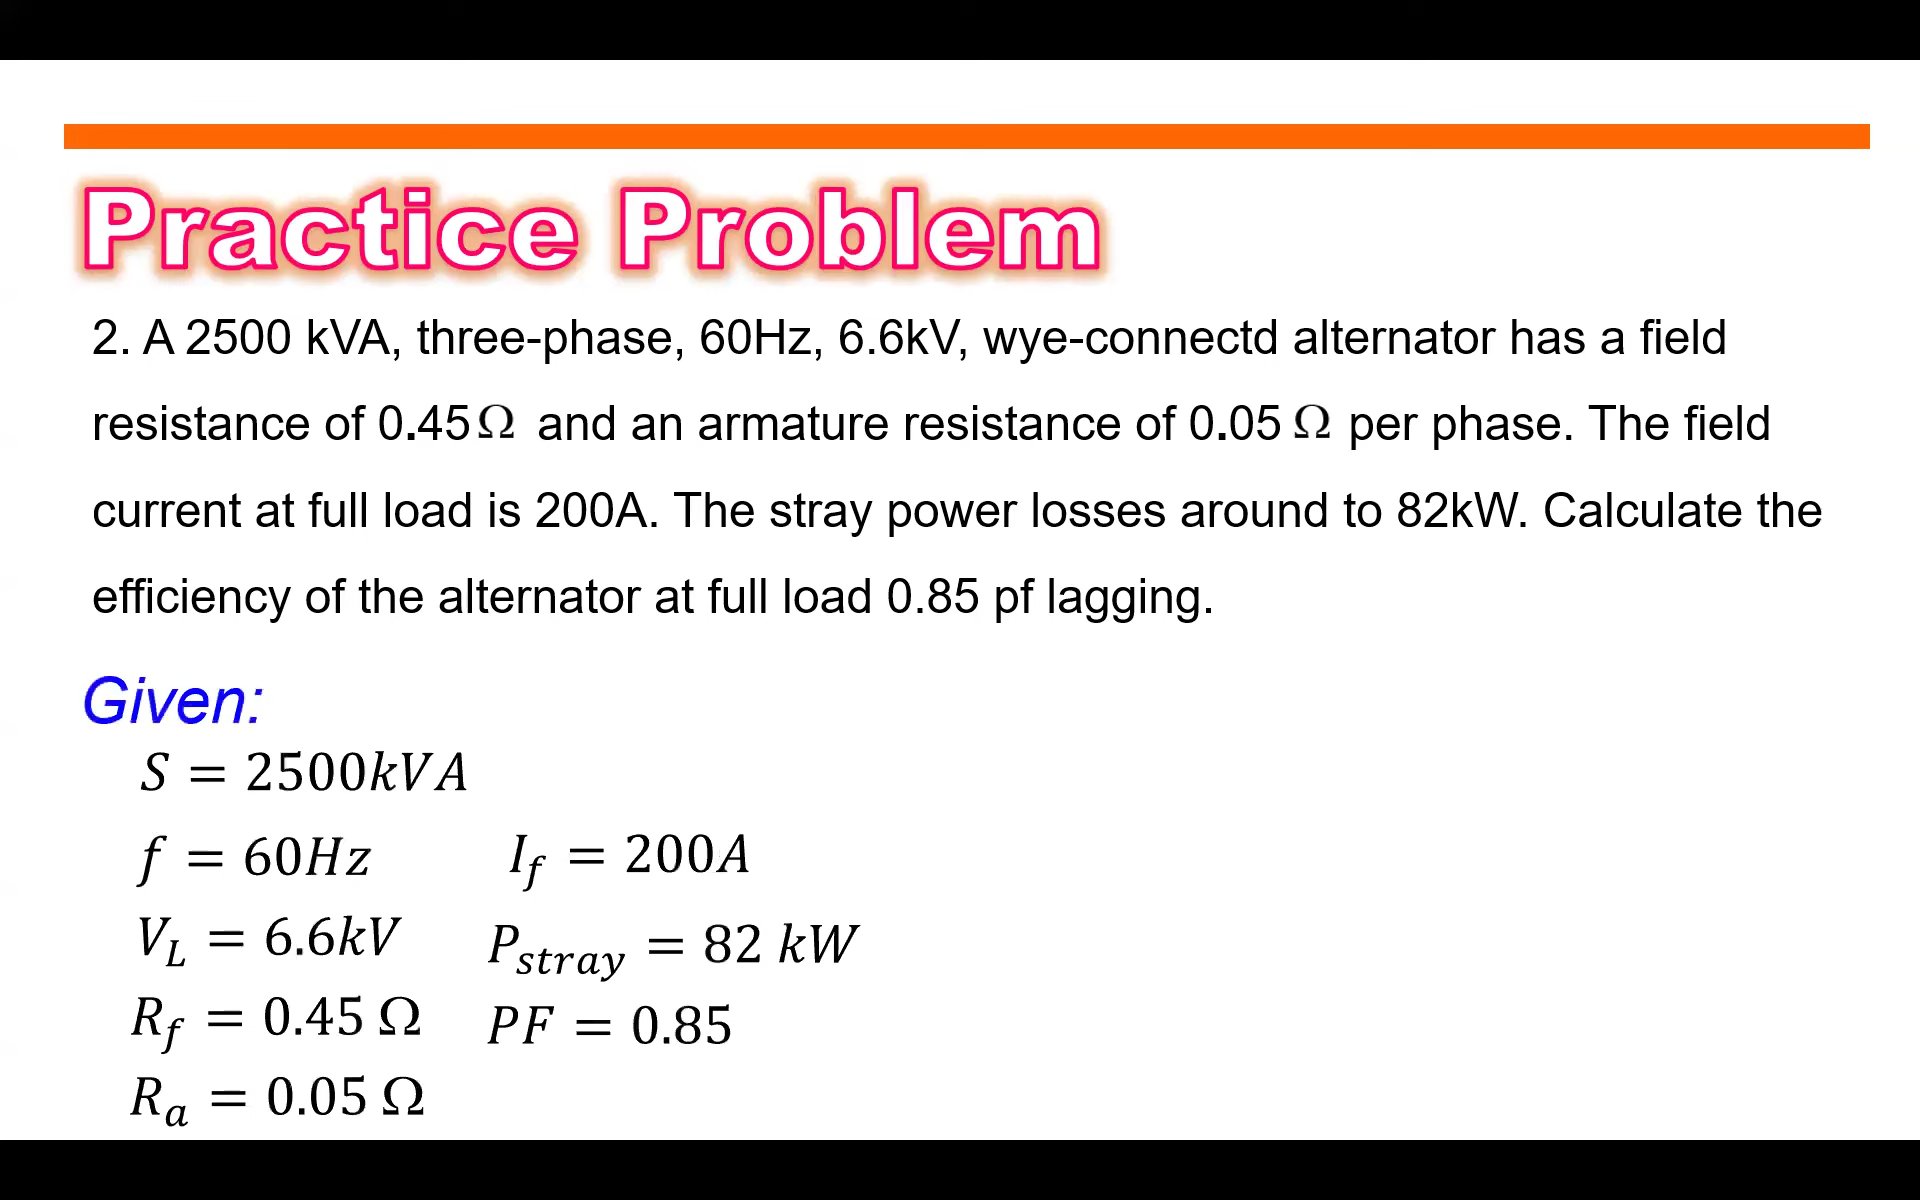 Practice Problem
2. A 2500 kVA, three-phase, 60Hz, 6.6kV, wye-connectd alternator has a field
resistance of 0.45 Ω and an armature resistance of 0.05 Ω per phase. The field
current at full load is 200A. The stray power losses around to 82kW. Calculate the
efficiency of the alternator at full load 0.85 pf lagging.
Given:
S = 2500kVA
f = 60Hz
V_L = 6.6kV
R_f = 0.45 Ω
R_a = 0.05 Ω
I_f = 200A
P_stray = 82 kW
PF = 0.85